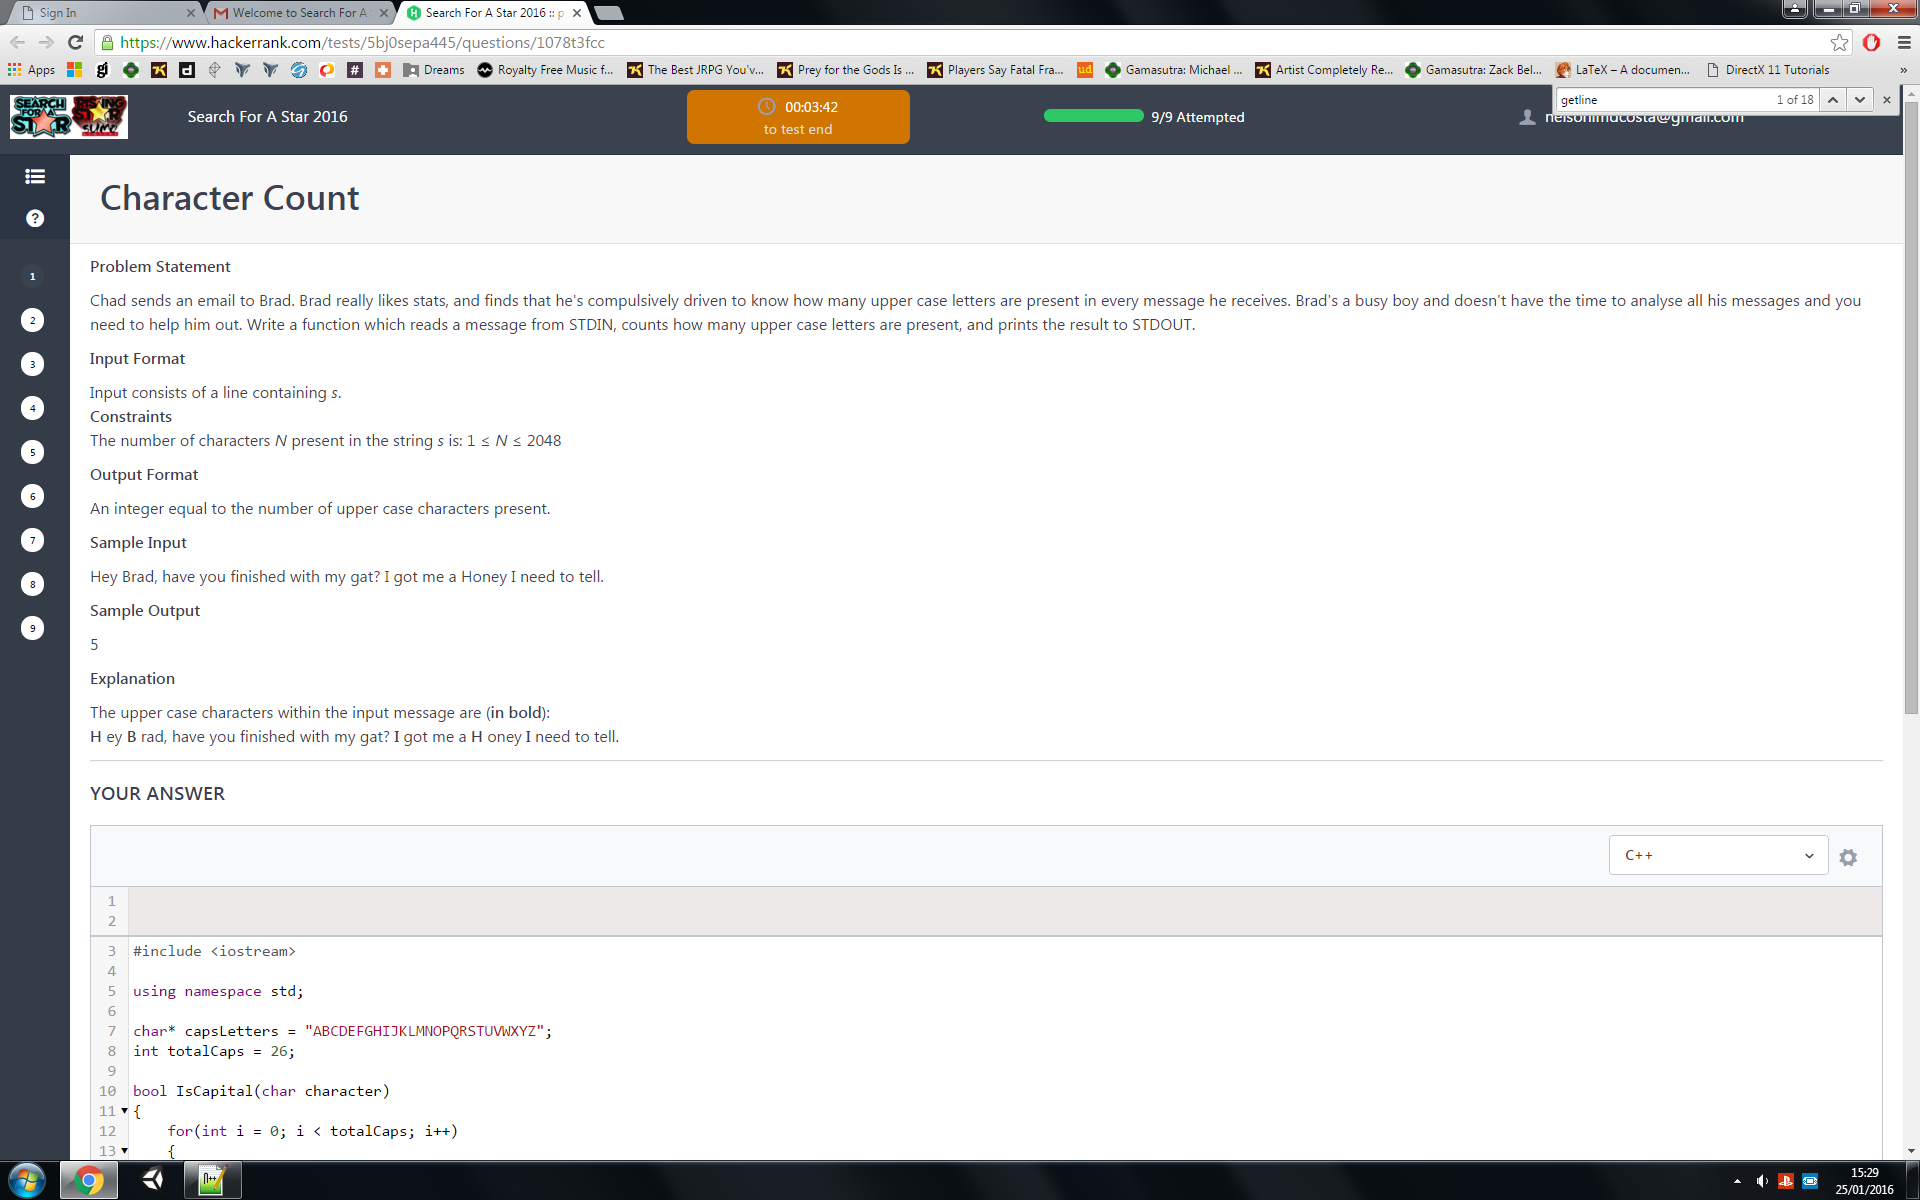 Sign In
Welcome to Search For A
Search For A Star 2016 :: p
https://www.hackerrank.com/tests/5bj0sepa445/questions/1078t3fcc
Apps
Dreams
Royalty Free Music f...
The Best JRPG You'v...
Prey for the Gods Is ...
Players Say Fatal Fra...
ud
Gamasutra: Michael ...
Artist Completely Re...
Gamasutra: Zack Bel...
LaTeX – A documen...
DirectX 11 Tutorials
»
getline
1 of 18
SEARCH FOR A STAR
RISING STAR SUMO
Search For A Star 2016
00:03:42
to test end
9/9 Attempted
Character Count
1
2
3
4
5
6
7
8
9
Problem Statement
Chad sends an email to Brad. Brad really likes stats, and finds that he's compulsively driven to know how many upper case letters are present in every message he receives. Brad's a busy boy and doesn't have the time to analyse all his messages and you
need to help him out. Write a function which reads a message from STDIN, counts how many upper case letters are present, and prints the result to STDOUT.
Input Format
Input consists of a line containing s.
Constraints
The number of characters N present in the string s is: 1 ≤ N ≤ 2048
Output Format
An integer equal to the number of upper case characters present.
Sample Input
Hey Brad, have you finished with my gat? I got me a Honey I need to tell.
Sample Output
5
Explanation
The upper case characters within the input message are (in bold):
H ey B rad, have you finished with my gat? I got me a H oney I need to tell.
YOUR ANSWER
C++
1
2
3 #include <iostream>
4
5 using namespace std;
6
7 char* capsLetters = "ABCDEFGHIJKLMNOPQRSTUVWXYZ";
8 int totalCaps = 26;
9
10 bool IsCapital(char character)
11 {
12 for(int i = 0; i < totalCaps; i++)
13 {
15:29
25/01/2016